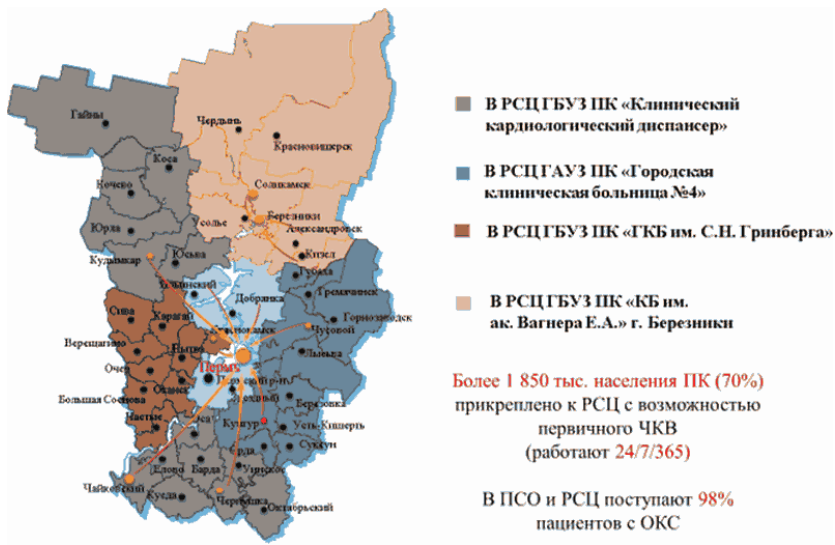 Гайны
Чердынь
Красновишерск
Коса
Кочево
Соликамск
Березники
Юрла
Александровск
Кизел
Кудымкар
Юсьва
Губаха
Гремячинск
Добрянка
Сива
Карагай
Горнозаводск
Чусовой
Верещагино
Лысьва
Очер
Пермь
Большая Соснова
Оханск
Березовка
Частые
Кунгур
Усть-Кишерть
Суксун
Елово
Барда
Уинское
Чайковский
Куеда
Чернушка
Октябрьский
В РСЦ ГБУЗ ПК «Клинический
кардиологический диспансер»
В РСЦ ГАУЗ ПК «Городская
клиническая больница №4»
В РСЦ ГБУЗ ПК «ГКБ им. С.Н. Гринберга»
В РСЦ ГБУЗ ПК «КБ им.
ак. Вагнера Е.А.» г. Березники
Более 1 850 тыс. населения ПК (70%)
прикреплено к РСЦ с возможностью
первичного ЧКВ
(работают 24/7/365)
В ПСО и РСЦ поступают 98%
пациентов с ОКС